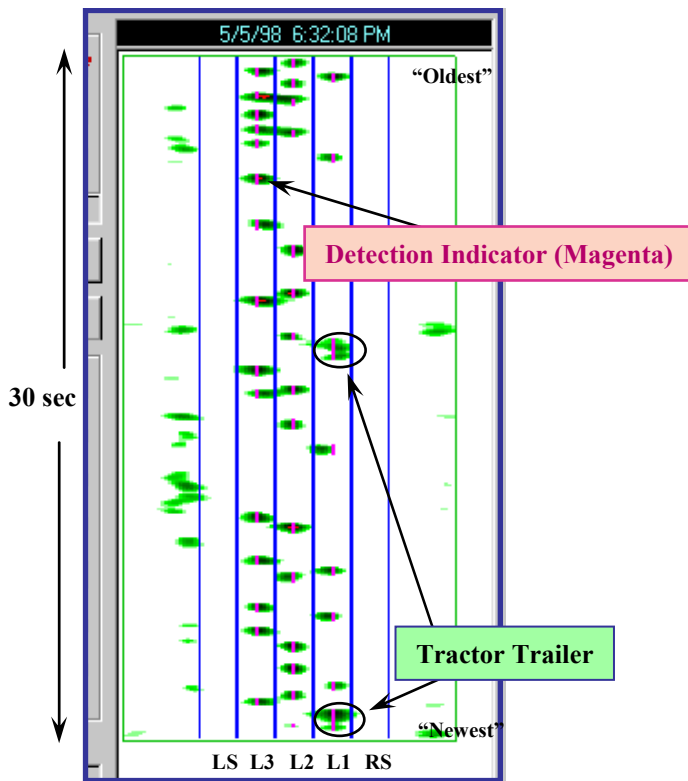 5/5/98 6:32:08 PM
“Oldest”
Detection Indicator (Magenta)
30 sec
Tractor Trailer
“Newest”
LS L3 L2 L1 RS